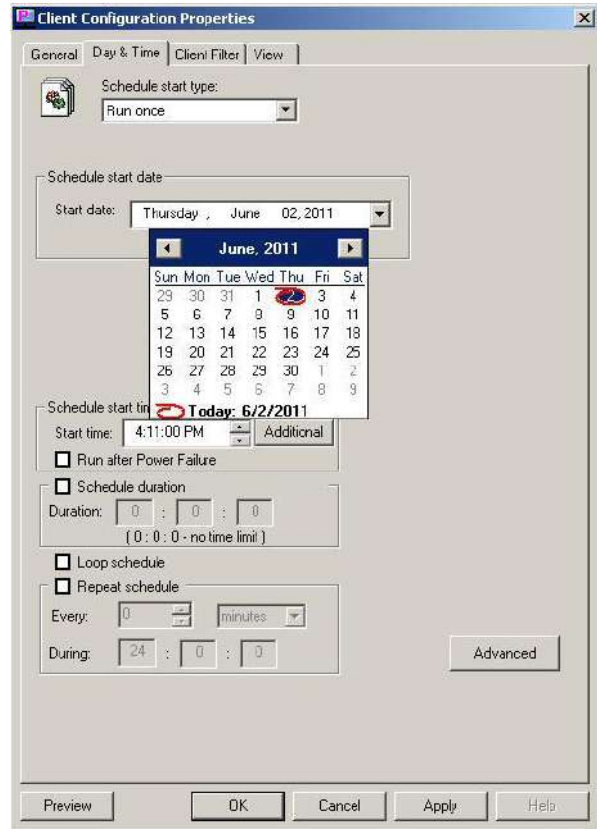 Client Configuration Properties
General Day & Time Client Filter View
Schedule start type:
Run once
Schedule start date
Start date: Thursday , June 02, 2011
June, 2011
Sun Mon Tue Wed Thu Fri Sat
29 30 31 1 2 3 4
5 6 7 8 9 10 11
12 13 14 15 16 17 18
19 20 21 22 23 24 25
26 27 28 29 30 1 2
3 4 5 6 7 8 9
Today: 6/2/2011
Schedule start
Start time: 4:11:00 PM Additional
Run after Power Failure
Schedule duration
Duration: 0 : 0 : 0
( 0 : 0 : 0 - no time limit )
Loop schedule
Repeat schedule
Every: 0 minutes
During: 24 : 0 : 0
Advanced
Preview OK Cancel Apply Help